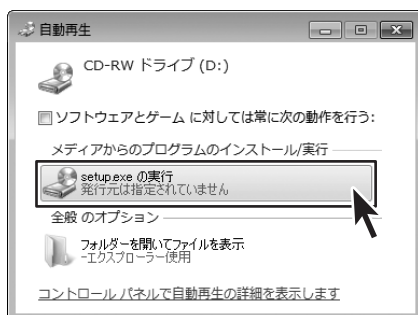 自動再生
CD-RW ドライブ (D:)
ソフトウェアとゲーム に対しては常に次の動作を行う:
メディアからのプログラムのインストール/実行
setup.exe の実行
発行元は指定されていません
全般 のオプション
フォルダーを開いてファイルを表示
-エクスプローラー使用
コントロール パネルで自動再生の詳細を表示します